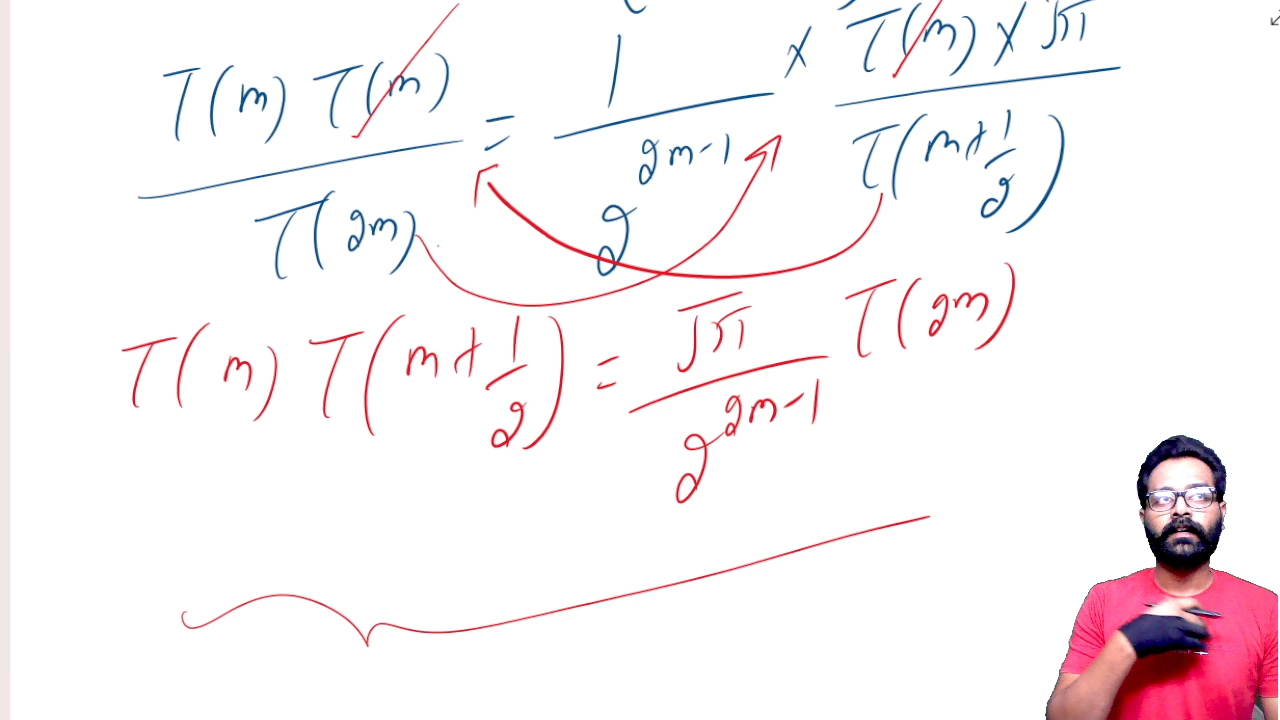 T(m) T(m) / T(2m) = 1 / 2^{2m-1} × T(m) × √π / T(m+1/2)
T(m) T(m+1/2) = √π / 2^{2m-1} T(2m)